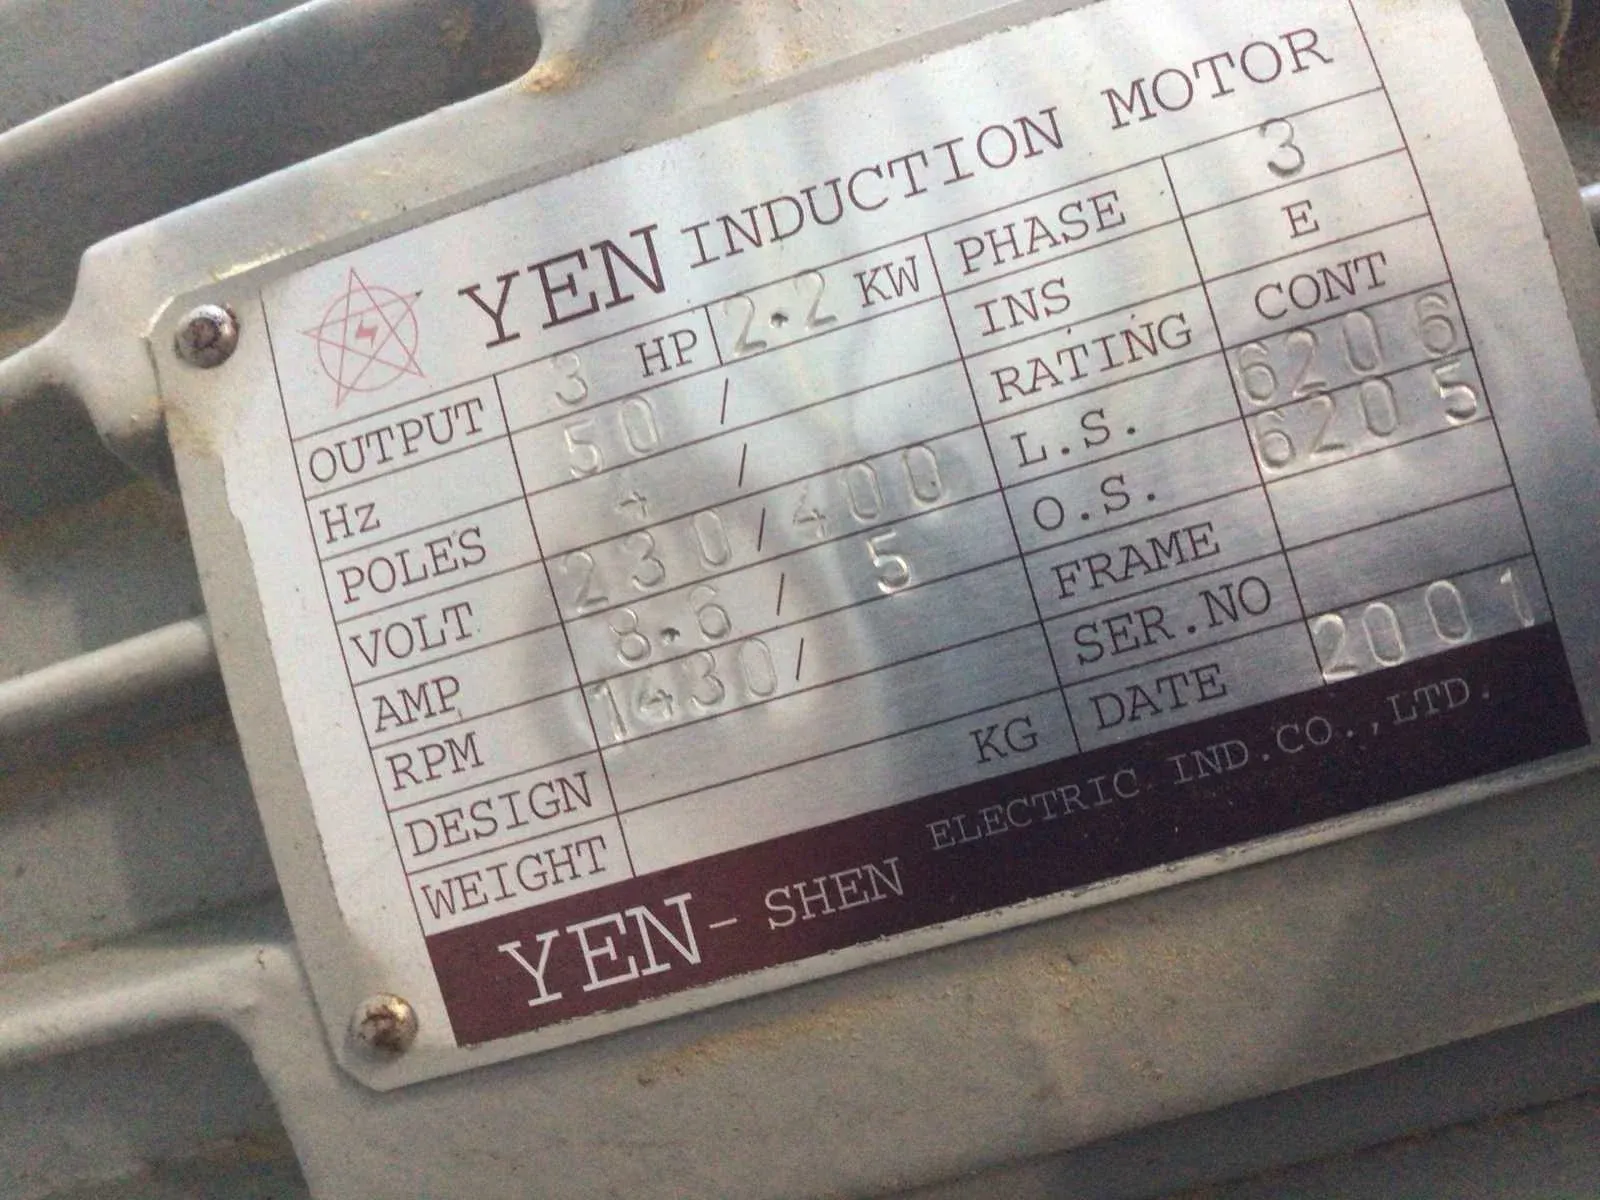 YEN INDUCTION MOTOR
OUTPUT 3 HP 2.2 KW PHASE 3
Hz 50 / INS E
POLES 4 / RATING CONT
VOLT 230 / 400 L.S. 6206
AMP 8.6 / 5 O.S. 6205
RPM 1430 / FRAME
DESIGN SER.NO
WEIGHT KG DATE 2001
YEN-SHEN ELECTRIC IND.CO.,LTD.